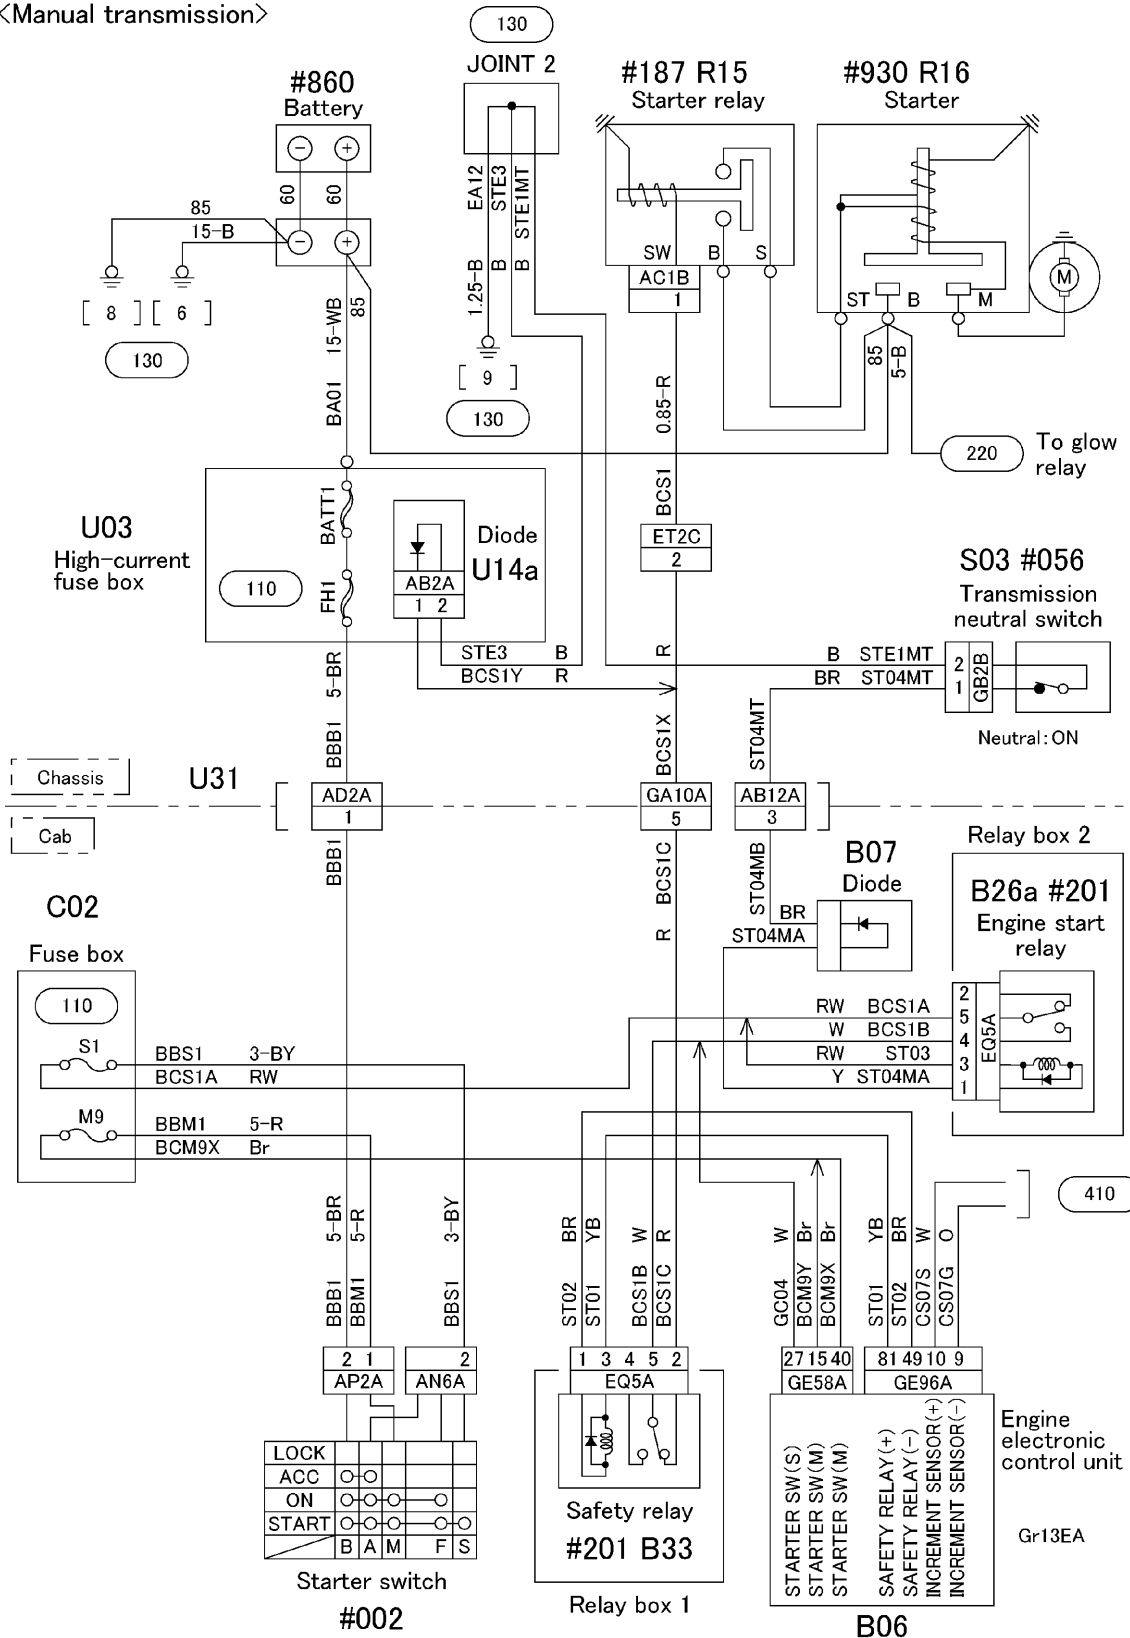 <Manual transmission>
130
JOINT 2
#860
Battery
#187 R15
Starter relay
#930 R16
Starter
− +
60 60
85
15-B
− +
[ 8 ] [ 6 ]
130
15-WB
85
BA01
EA12
STE3
STE1MT
1.25-B
B
B
[ 9 ]
130
SW B S
AC1B
1
ST B M
M
85
5-B
0.85-R
BCS1
220
To glow
relay
U03
High-current
fuse box
BATT1
FH1
110
Diode
U14a
AB2A
1 2
ET2C
2
S03 #056
Transmission
neutral switch
STE3 B
BCS1Y R
R
B STE1MT
BR ST04MT
2
1
GB2B
Neutral:ON
5-BR
BBB1
BCS1X
ST04MT
Chassis
U31
AD2A
1
GA10A
5
AB12A
3
Cab
BBB1
BCS1C
R
ST04MB
B07
Diode
BR
ST04MA
Relay box 2
B26a #201
Engine start
relay
C02
Fuse box
110
S1
BBS1 3-BY
BCS1A RW
M9
BBM1 5-R
BCM9X Br
RW BCS1A
W BCS1B
RW ST03
Y ST04MA
2
5
4
3
1
EQ5A
410
5-BR
5-R
3-BY
BBB1
BBM1
BBS1
BR
YB
W
R
ST02
ST01
BCS1B
BCS1C
W
Br
Br
GC04
BCM9Y
BCM9X
YB
BR
W
O
ST01
ST02
CS07S
CS07G
2 1
AP2A
2
AN6A
1 3 4 5 2
EQ5A
27 15 40
GE58A
81 49 10 9
GE96A
LOCK
ACC
ON
START
B A M F S
Starter switch
#002
Safety relay
#201 B33
Relay box 1
STARTER SW(S)
STARTER SW(M)
STARTER SW(M)
SAFETY RELAY(+)
SAFETY RELAY(−)
INCREMENT SENSOR(+)
INCREMENT SENSOR(−)
Engine
electronic
control unit
Gr13EA
B06